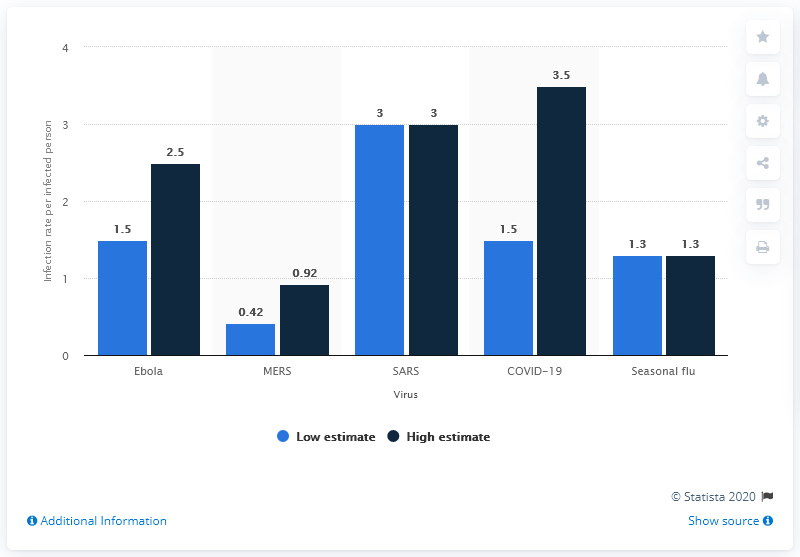 Infection rate per infected person
4
3
2
1
0
1.5
2.5
0.42
0.92
3
3
1.5
3.5
1.3
1.3
Ebola
MERS
SARS
COVID-19
Seasonal flu
Virus
Low estimate
High estimate
© Statista 2020
Additional Information
Show source